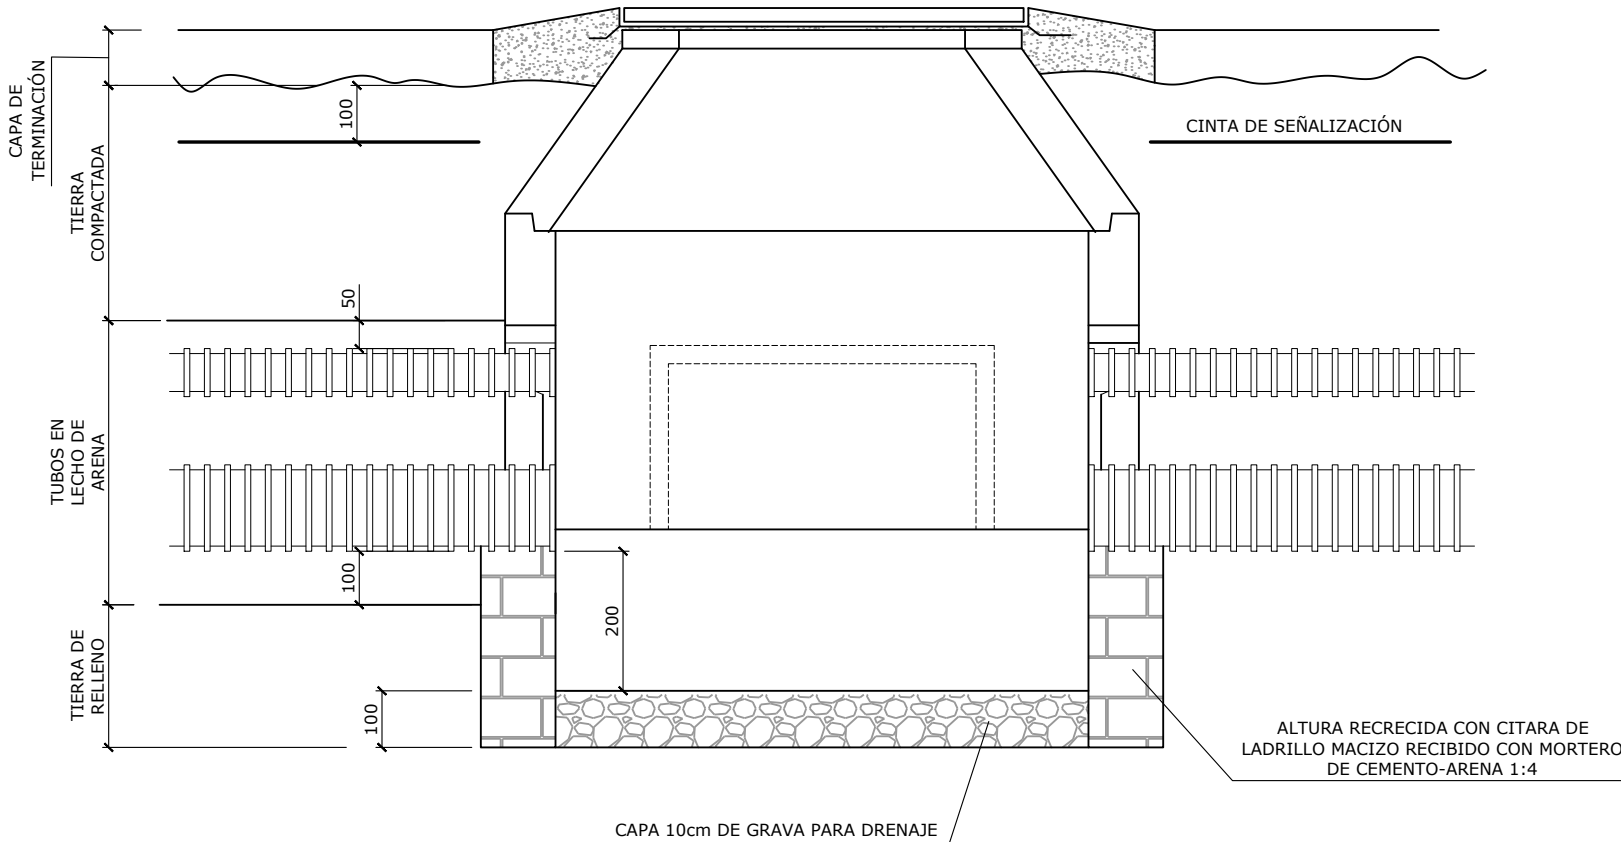 CAPA DE
TERMINACIÓN
100
CINTA DE SEÑALIZACIÓN
TIERRA
COMPACTADA
50
TUBOS EN
LECHO DE
ARENA
100
200
TIERRA DE
RELLENO
100
ALTURA RECRECIDA CON CITARA DE
LADRILLO MACIZO RECIBIDO CON MORTERO
DE CEMENTO-ARENA 1:4
CAPA 10cm DE GRAVA PARA DRENAJE